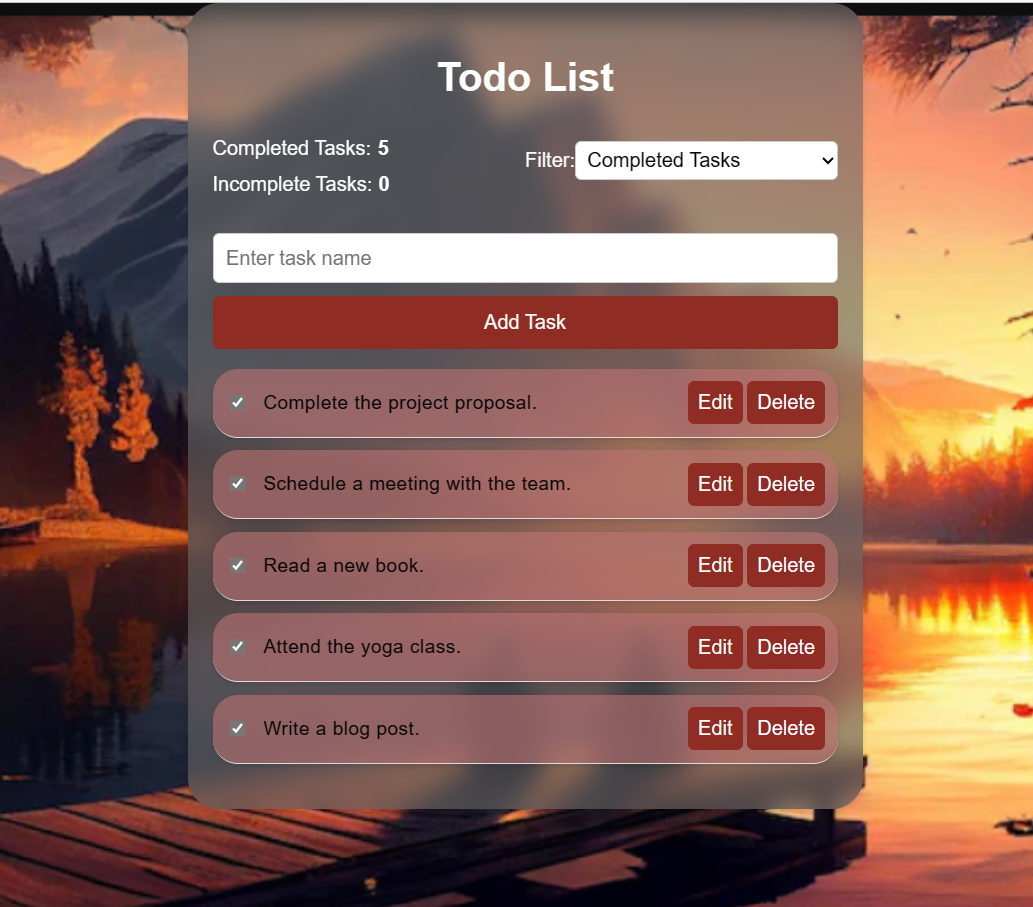 Todo List
Completed Tasks: 5
Incomplete Tasks: 0
Filter: Completed Tasks
Enter task name
Add Task
Complete the project proposal. Edit Delete
Schedule a meeting with the team. Edit Delete
Read a new book. Edit Delete
Attend the yoga class. Edit Delete
Write a blog post. Edit Delete